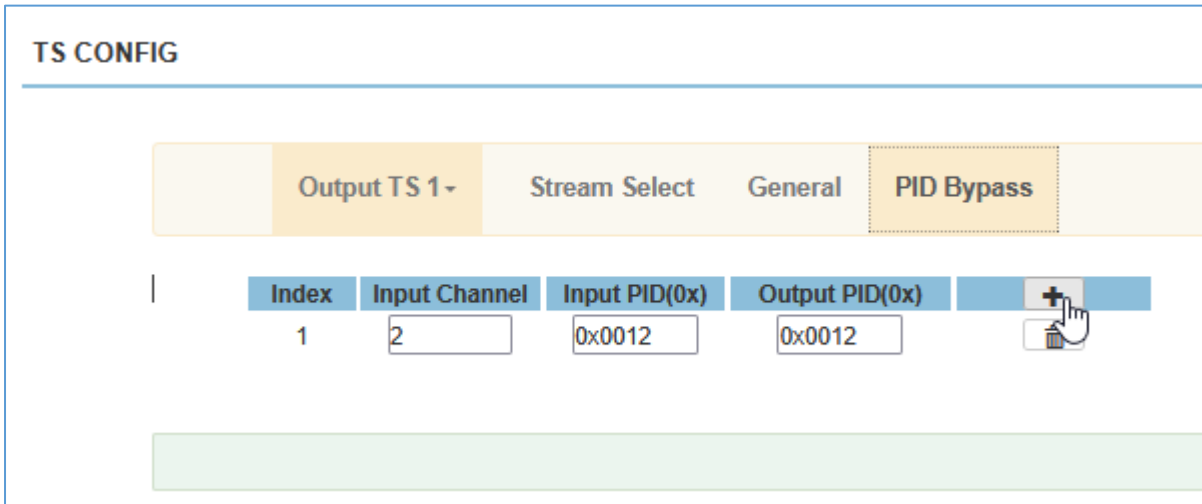 TS CONFIG
Output TS 1 Stream Select General PID Bypass
Index Input Channel Input PID(0x) Output PID(0x)
1 2 0x0012 0x0012